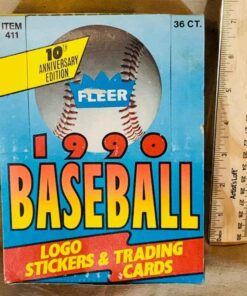 ITEM
411
36 CT.
10TH
ANNIVERSARY
EDITION
FLEER
1990
BASEBALL
LOGO
STICKERS & TRADING
CARDS